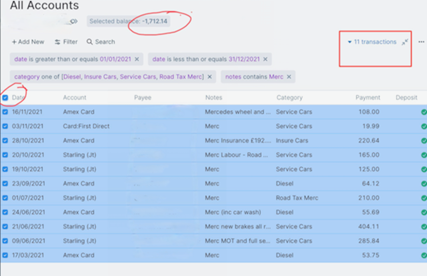 All Accounts
Selected balance: -1,712.14
+ Add New Filter Search 11 transactions
date is greater than or equals 01/01/2021 × date is less than or equals 31/12/2021 ×
category one of [Diesel, Insure Cars, Service Cars, Road Tax Merc] × notes contains Merc ×
Date Account Payee Notes Category Payment Deposit
16/11/2021 Amex Card Mercedes wheel and ... Service Cars 108.00
03/11/2021 Card:First Direct Merc Service Cars 19.99
28/10/2021 Amex Card Merc Insurance £192... Insure Cars 220.64
20/10/2021 Starling (Jt) Merc Labour - Road ... Service Cars 165.00
19/10/2021 Starling (Jt) Merc Service Cars 125.00
23/09/2021 Amex Card Merc Diesel 64.12
01/07/2021 Amex Card Merc Road Tax Merc 210.00
24/06/2021 Amex Card Merc (inc car wash) Diesel 55.69
21/06/2021 Starling (Jt) Merc new brakes all r... Service Cars 404.11
09/06/2021 Starling (Jt) Merc MOT and full se... Service Cars 285.84
17/03/2021 Amex Card Merc Diesel 53.75